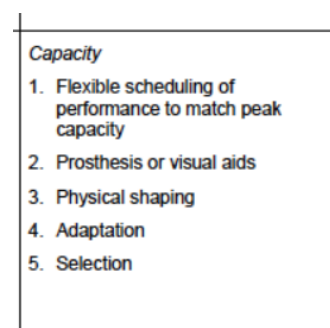 Capacity
1. Flexible scheduling of
performance to match peak
capacity
2. Prosthesis or visual aids
3. Physical shaping
4. Adaptation
5. Selection